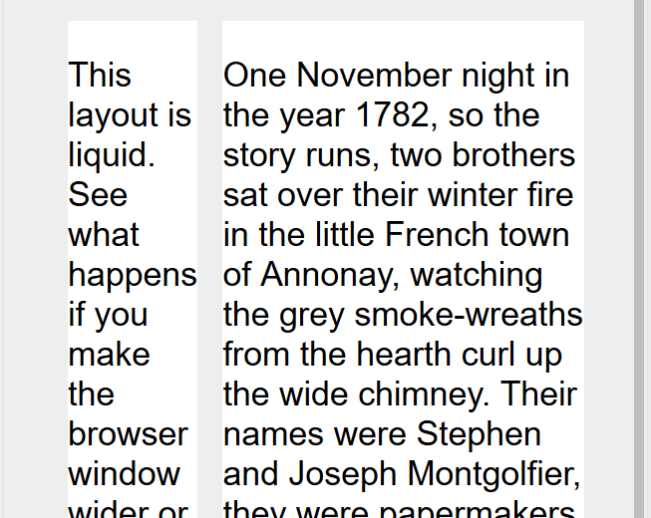 This
layout is
liquid.
See
what
happens
if you
make
the
browser
window
wider or
One November night in
the year 1782, so the
story runs, two brothers
sat over their winter fire
in the little French town
of Annonay, watching
the grey smoke-wreaths
from the hearth curl up
the wide chimney. Their
names were Stephen
and Joseph Montgolfier,
they were papermakers